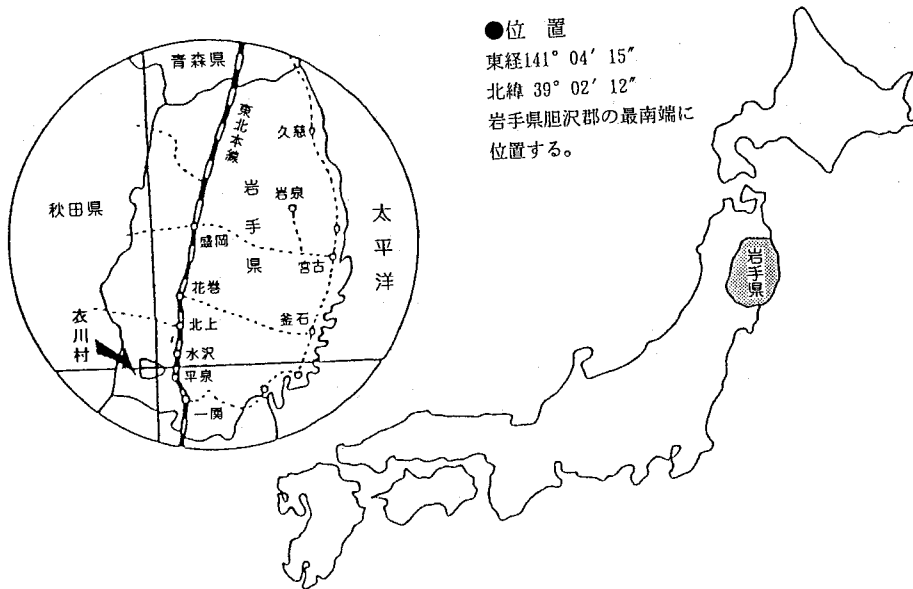 ●位 置
東経141° 04′ 15″
北緯 39° 02′ 12″
岩手県胆沢郡の最南端に
位置する。
青森県
東北本線
久慈
岩泉
岩手県
秋田県
太平洋
盛岡
宮古
花巻
釜石
北上
衣川村
水沢
平泉
一関
岩手県